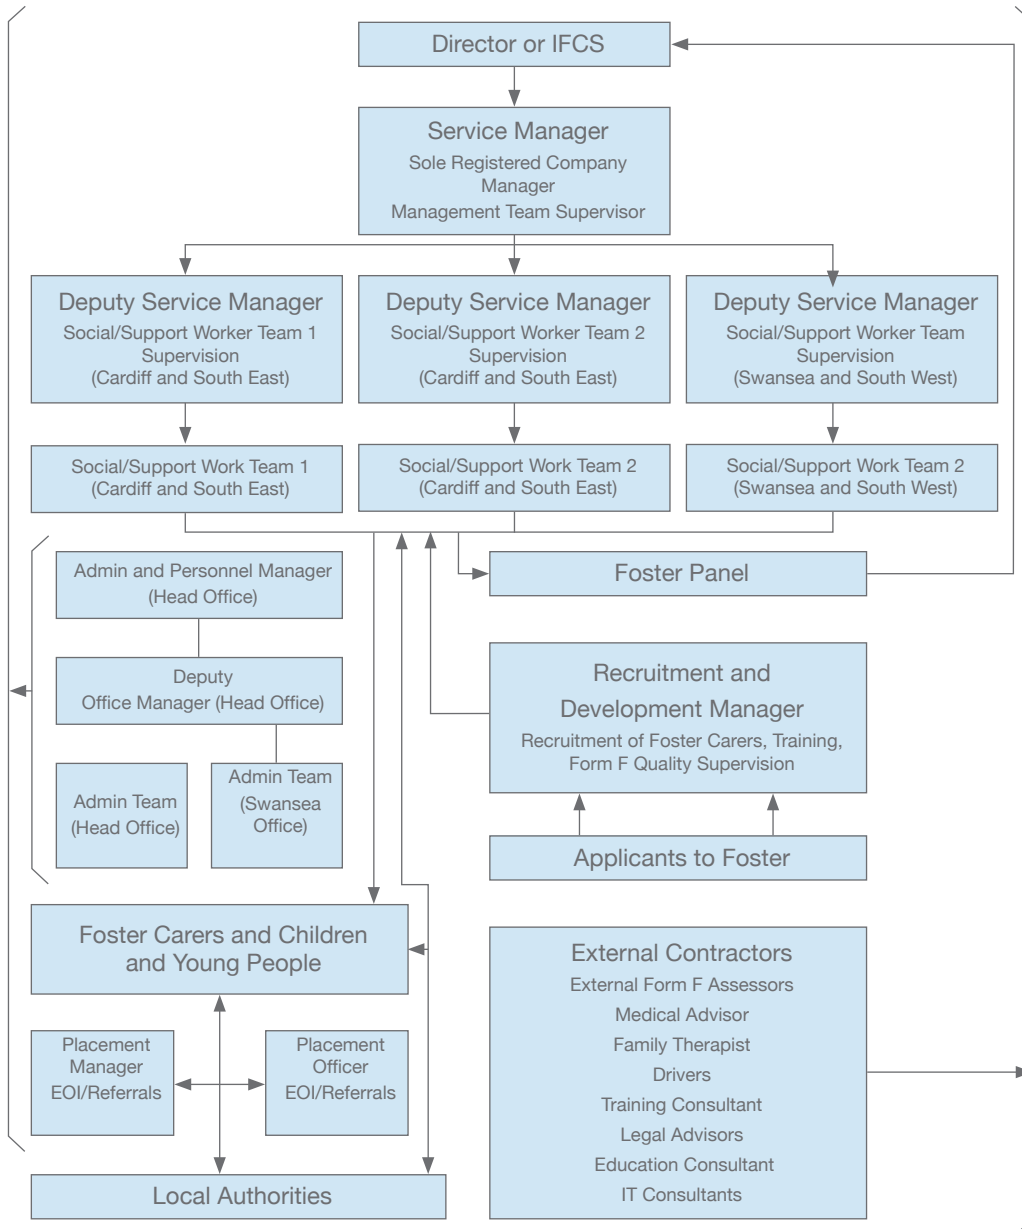 Director or IFCS
Service Manager
Sole Registered Company
Manager
Management Team Supervisor
Deputy Service Manager
Social/Support Worker Team 1
Supervision
(Cardiff and South East)
Deputy Service Manager
Social/Support Worker Team 2
Supervision
(Cardiff and South East)
Deputy Service Manager
Social/Support Worker Team
Supervision
(Swansea and South West)
Social/Support Work Team 1
(Cardiff and South East)
Social/Support Work Team 2
(Cardiff and South East)
Social/Support Work Team 2
(Swansea and South West)
Admin and Personnel Manager
(Head Office)
Foster Panel
Deputy
Office Manager (Head Office)
Recruitment and
Development Manager
Recruitment of Foster Carers, Training,
Form F Quality Supervision
Admin Team
(Head Office)
Admin Team
(Swansea
Office)
Applicants to Foster
Foster Carers and Children
and Young People
External Contractors
External Form F Assessors
Medical Advisor
Family Therapist
Drivers
Training Consultant
Legal Advisors
Education Consultant
IT Consultants
Placement
Manager
EOI/Referrals
Placement
Officer
EOI/Referrals
Local Authorities